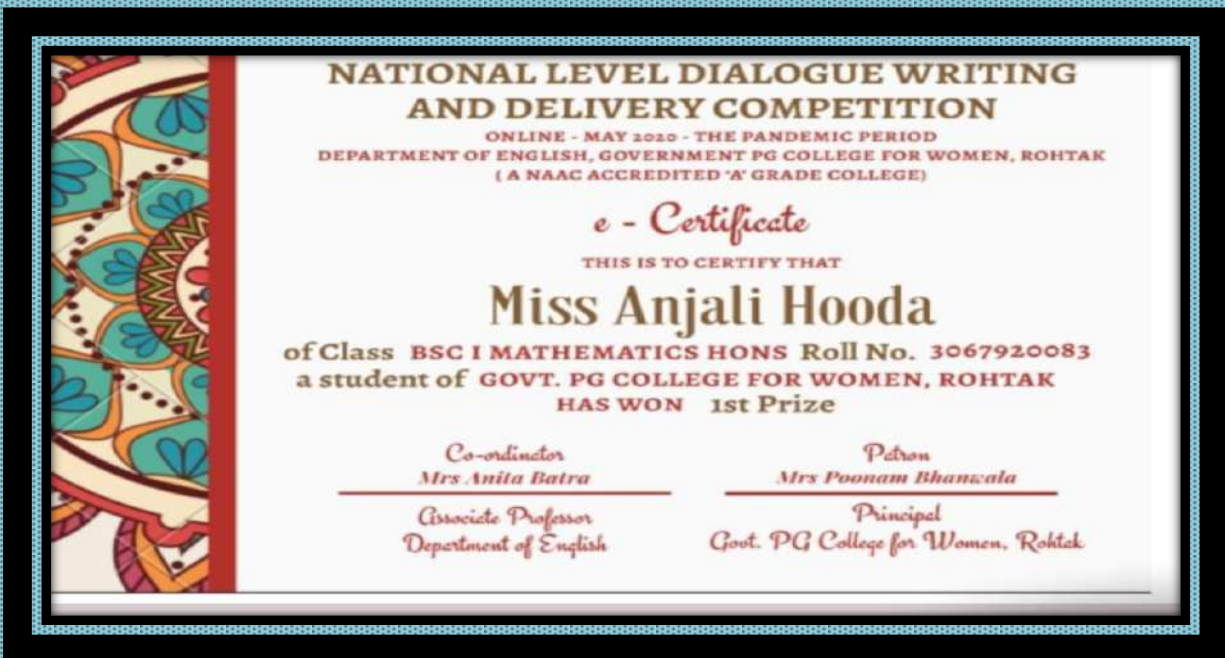 NATIONAL LEVEL DIALOGUE WRITING
AND DELIVERY COMPETITION
ONLINE - MAY 2020 - THE PANDEMIC PERIOD
DEPARTMENT OF ENGLISH, GOVERNMENT PG COLLEGE FOR WOMEN, ROHTAK
( A NAAC ACCREDITED 'A' GRADE COLLEGE)
e - Certificate
THIS IS TO CERTIFY THAT
Miss Anjali Hooda
of Class BSC I MATHEMATICS HONS Roll No. 3067920083
a student of GOVT. PG COLLEGE FOR WOMEN, ROHTAK
HAS WON 1st Prize
Co-ordinator
Mrs Anita Batra
Associate Professor
Department of English
Patron
Mrs Poonam Bhanwala
Principal
Govt. PG College for Women, Rohtak